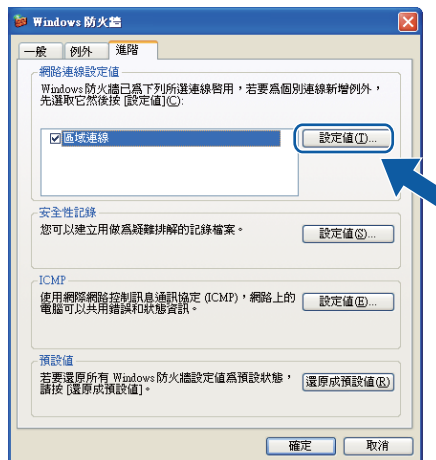 Windows 防火牆
一般
例外
進階
網路連線設定值
Windows 防火牆已為下列所選連線啓用，若要為個別連線新增例外，
先選取它然後按 [設定值](C):
區域連線
設定值(T)...
安全性記錄
您可以建立用做為疑難排解的記錄檔案。
設定值(S)...
ICMP
使用網際網路控制訊息通訊協定 (ICMP)，網路上的
電腦可以共用錯誤和狀態資訊。
設定值(E)...
預設值
若要還原所有 Windows 防火牆設定值為預設狀態，
請按 [還原成預設值]。
還原成預設值(R)
確定
取消